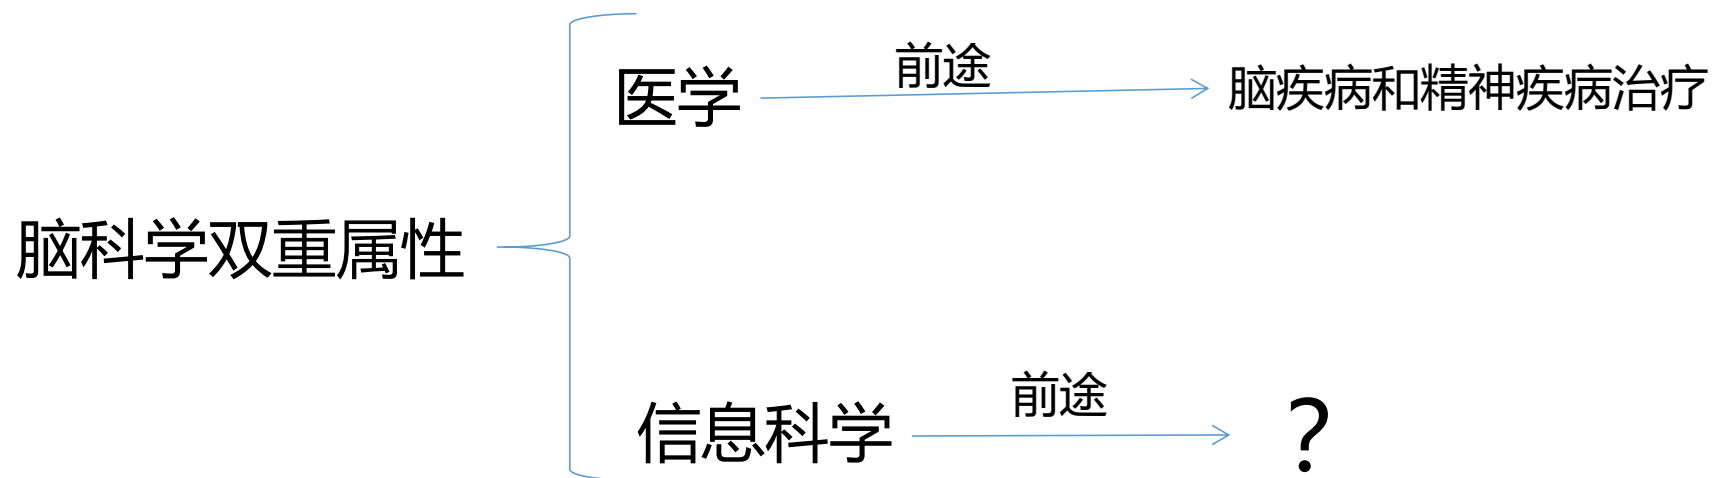 前途
医学
脑疾病和精神疾病治疗
脑科学双重属性
前途
信息科学
？